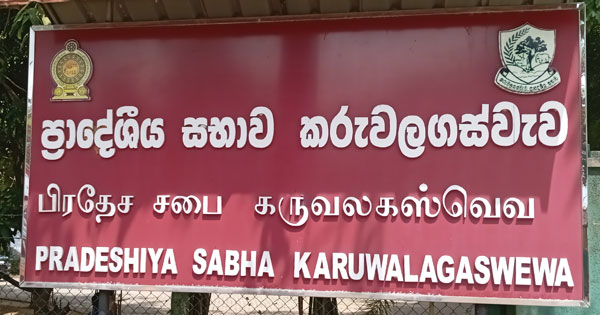 ප්‍රාදේශීය සභාව කරුවලගස්වැව
பிரதேச சபை கருவலகஸ்வெவ
PRADESHIYA SABHA KARUWALAGASWEWA